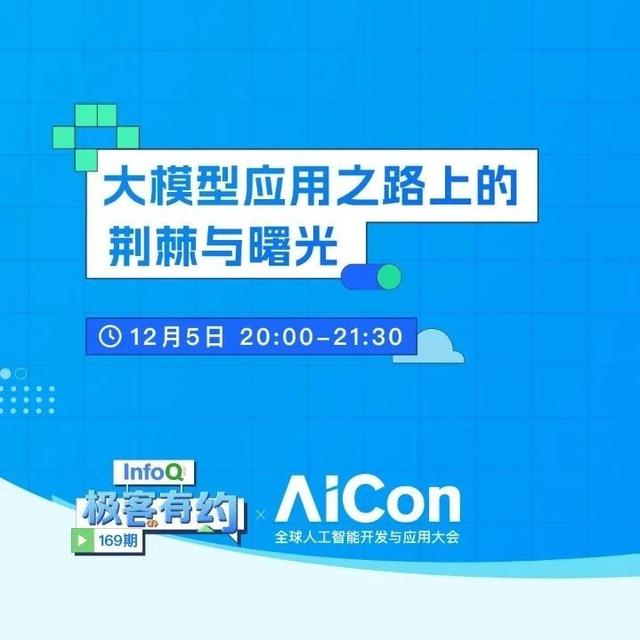 大模型应用之路上的
荆棘与曙光
12月5日 20:00-21:30
InfoQ
极客有约
169期
×
AiCon
全球人工智能开发与应用大会